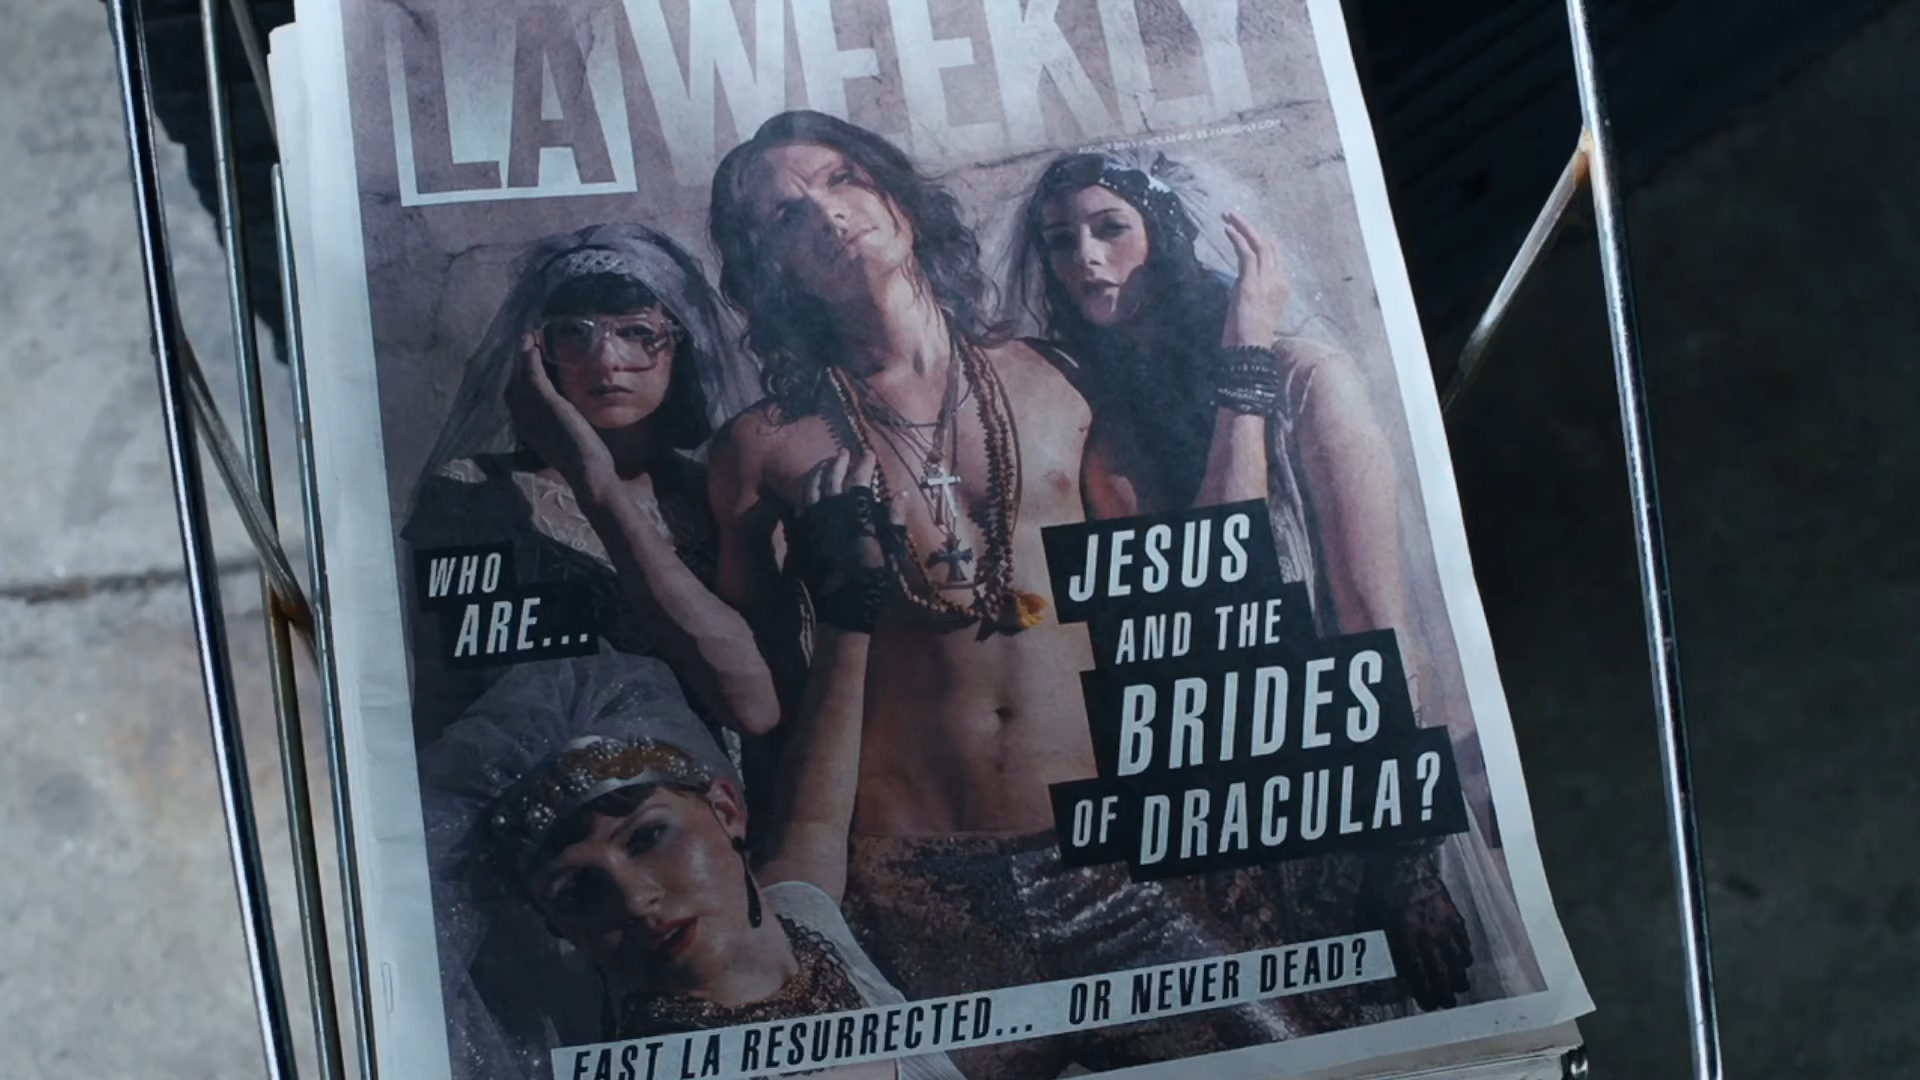 LA WEEKLY
WHO
ARE...
JESUS
AND THE
BRIDES
OF DRACULA?
EAST LA RESURRECTED... OR NEVER DEAD?